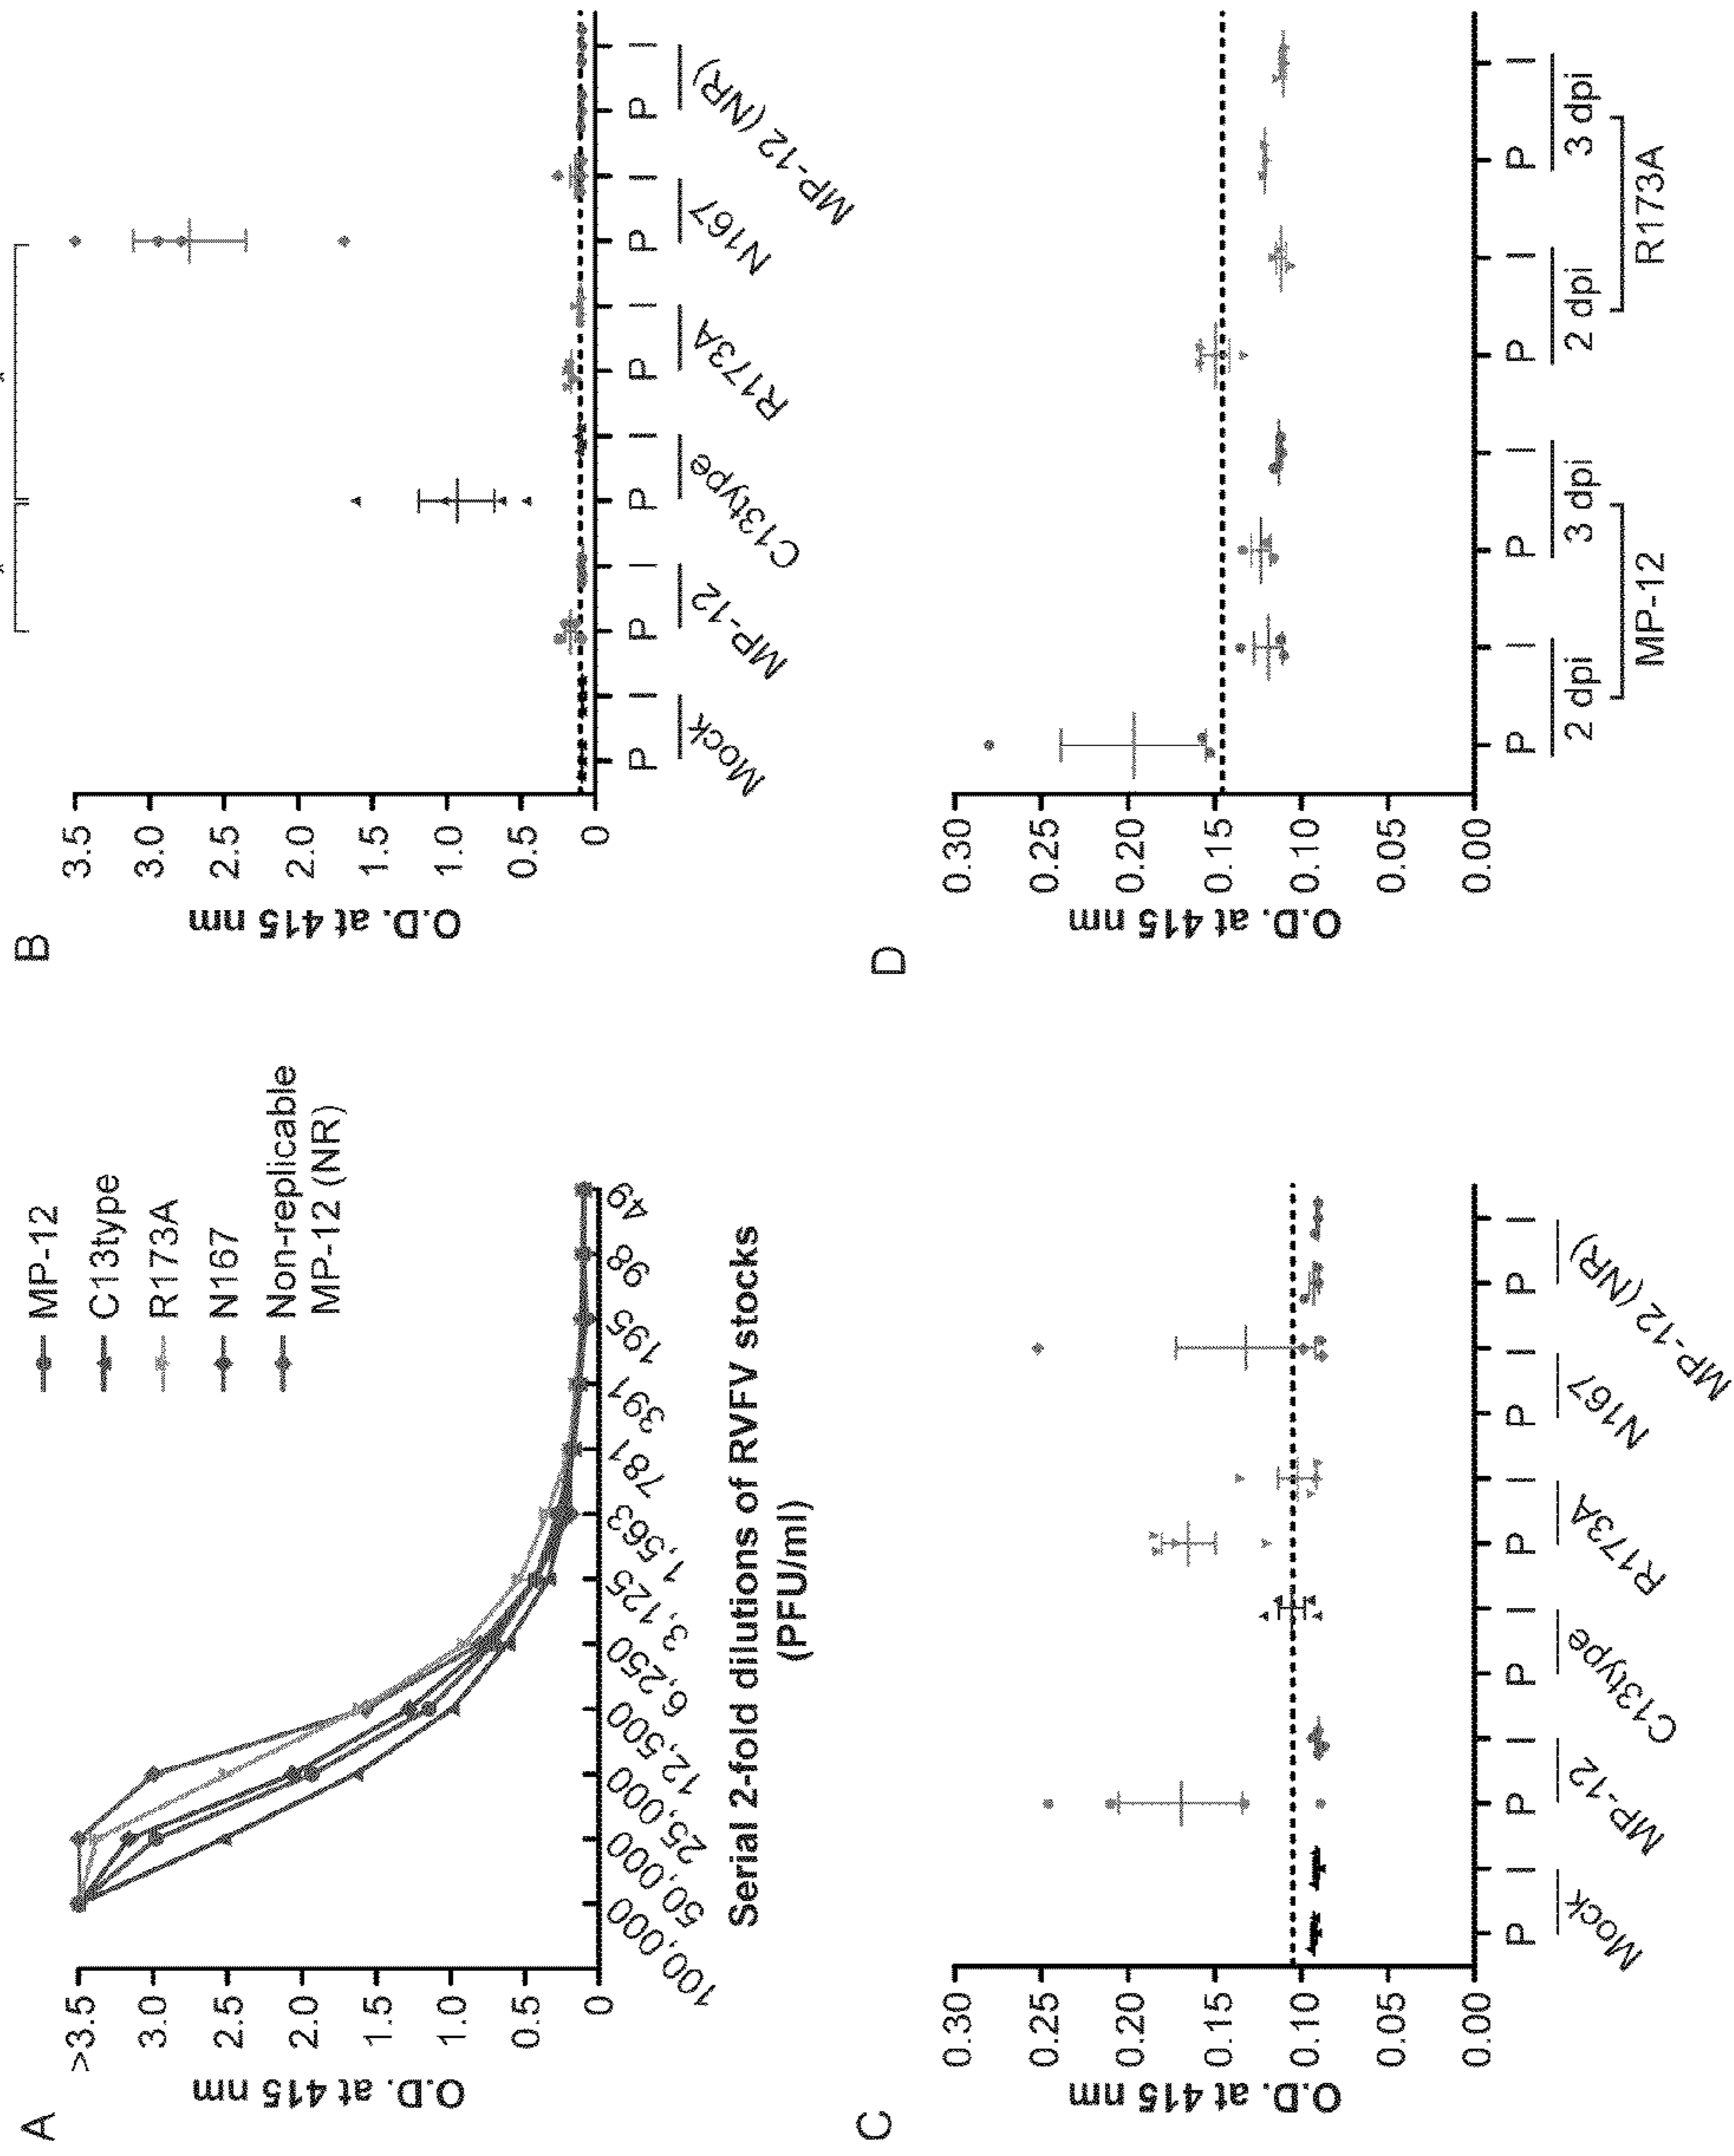 A
O.D. at 415 nm
>3.5
3.0
2.5
2.0
1.5
1.0
0.5
0
100,000 50,000 25,000 12,500 6,250 3,125 1,563 781 391 195 98 49
Serial 2-fold dilutions of RVFV stocks
(PFU/ml)
MP-12
C13type
R173A
N167
Non-replicable
MP-12 (NR)
B
O.D. at 415 nm
3.5
3.0
2.5
2.0
1.5
1.0
0.5
0
* *
P I P I P I P I P I P I
Mock MP-12 C13type R173A N167 MP-12 (NR)
C
O.D. at 415 nm
0.30
0.25
0.20
0.15
0.10
0.05
0.00
P I P I P I P I P I P I
Mock MP-12 C13type R173A N167 MP-12 (NR)
D
O.D. at 415 nm
0.30
0.25
0.20
0.15
0.10
0.05
0.00
P I P I P I P I
2 dpi 3 dpi 2 dpi 3 dpi
MP-12 R173A